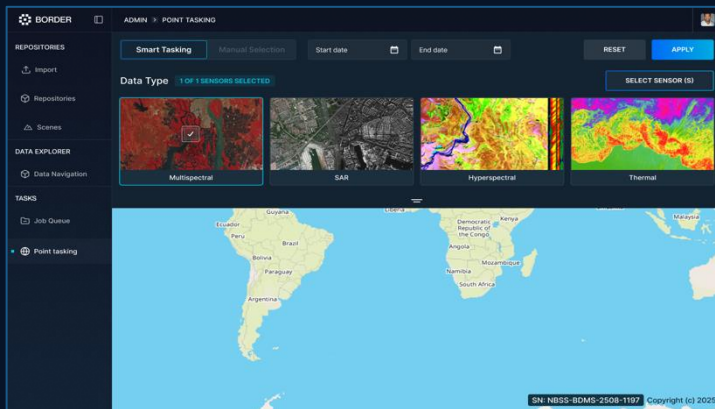 BORDER
ADMIN > POINT TASKING
REPOSITORIES
Import
Repositories
Scenes
DATA EXPLORER
Data Navigation
TASKS
Job Queue
Point tasking
Smart Tasking
Manual Selection
Start date
End date
RESET
APPLY
Data Type
1 OF 1 SENSORS SELECTED
SELECT SENSOR (S)
Multispectral
SAR
Hyperspectral
Thermal
Guyana
Liberia
Ecuador
Democratic
Republic of
the Congo
Kenya
Malaysia
Peru
Brazil
Angola
Bolivia
Mozambique
Paraguay
Namibia
South Africa
Argentina
SN: NBSS-BDMS-2508-1197
Copyright (c) 2025